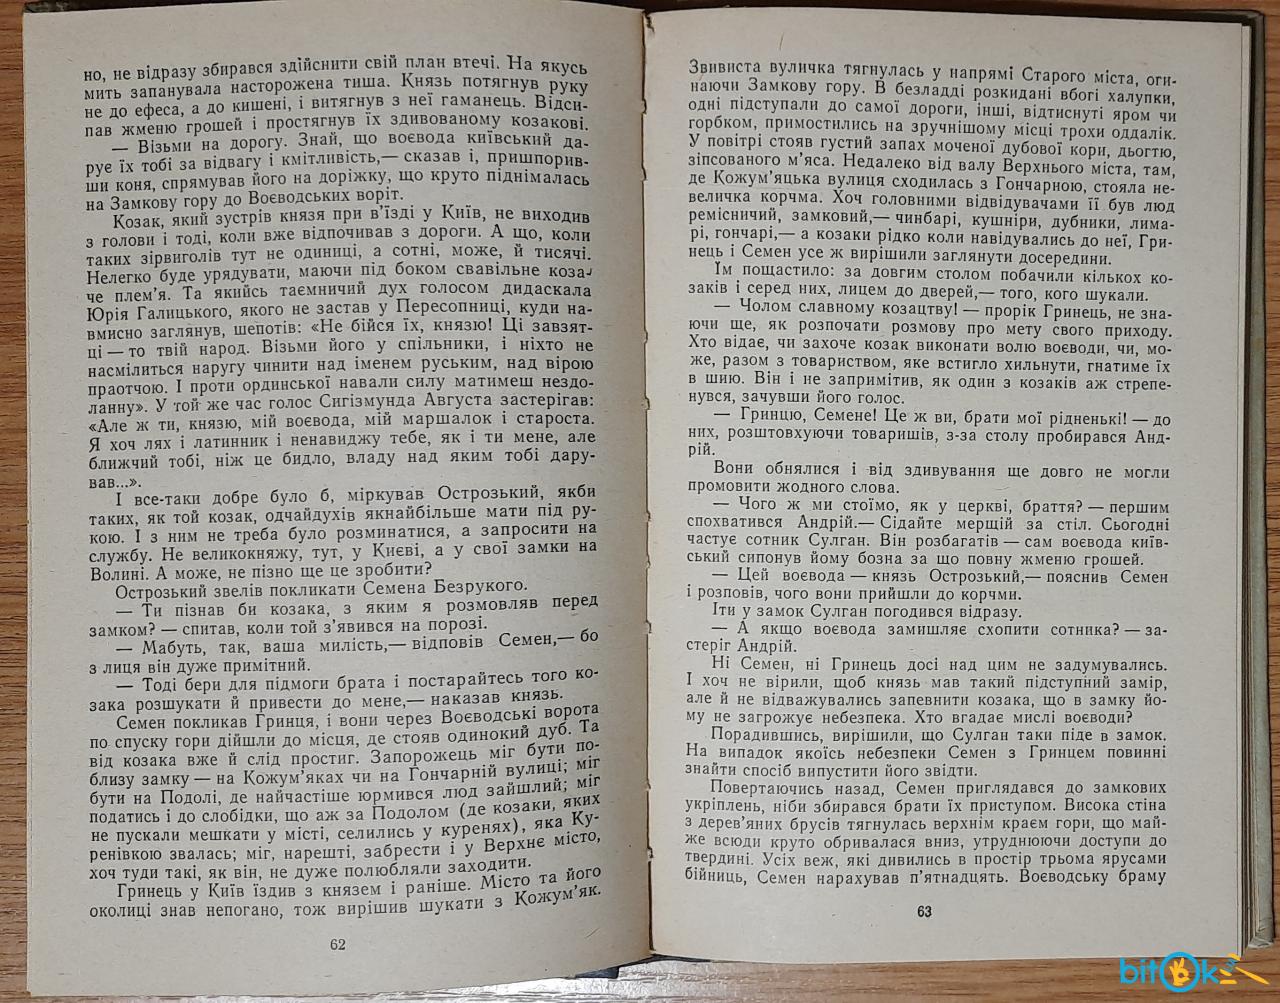 но, не відразу збирався здійснити свій план втечі. На якусь
мить запанувала насторожена тиша. Князь потягнув руку
не до ефеса, а до кишені, і витягнув з неї гаманець. Відси-
пав жменю грошей і простягнув їх здивованому козакові.
— Візьми на дорогу. Знай, що воєвода київський да-
рує їх тобі за відвагу і кмітливість,— сказав і, пришпорив-
ши коня, спрямував його на доріжку, що круто піднімалась
на Замкову гору до Воєводських воріт.
Козак, який зустрів князя при в’їзді у Київ, не виходив
з голови і тоді, коли вже відпочивав з дороги. А що, коли
таких зірвиголів тут не одиниці, а сотні, може, й тисячі.
Нелегко буде урядувати, маючи під боком свавільне коза-
че плем’я. Та якийсь таємничий дух голосом дидаскала
Юрія Галицького, якого не застав у Пересопниці, куди на-
вмисно заглянув, шепотів: «Не бійся їх, князю! Ці завзят-
ці — то твій народ. Візьми його у спільники, і ніхто не
насмілиться наругу чинити над іменем руським, над вірою
праотчою. І проти ординської навали силу матимеш нездо-
ланну». У той же час голос Сигізмунда Августа застерігав:
«Але ж ти, князю, мій воєвода, мій маршалок і староста.
Я хоч лях і латинник і ненавиджу тебе, як і ти мене, але
ближчий тобі, ніж це бидло, владу над яким тобі дару-
вав...».
І все-таки добре було б, міркував Острозький, якби
таких, як той козак, одчайдухів якнайбільше мати під ру-
кою. І з ним не треба було розминатися, а запросити на
службу. Не великокняжу, тут, у Києві, а у свої замки на
Волині. А може, не пізно ще це зробити?
Острозький звелів покликати Семена Безрукого.
— Ти пізнав би козака, з яким я розмовляв перед
замком? — спитав, коли той з’явився на порозі.
— Мабуть, так, ваша милість,— відповів Семен,— бо
з лиця він дуже примітний.
— Тоді бери для підмоги брата і постарайтесь того ко-
зака розшукати й привести до мене,— наказав князь.
Семен покликав Гринця, і вони через Воєводські ворота
по спуску гори дійшли до місця, де стояв одинокий дуб. Та
від козака вже й слід простиг. Запорожець міг бути по-
близу замку — на Кожум’яках чи на Гончарній вулиці; міг
бути на Подолі, де найчастіше юрмився люд зайшлий; міг
податись і до слобідки, що аж за Подолом (де козаки, яких
не пускали мешкати у місті, селились у куренях), яка Ку-
ренівкою звалась; міг, нарешті, забрести і у Верхнє місто,
хоч туди такі, як він, не дуже полюбляли заходити.
Гринець у Київ їздив з князем і раніше. Місто та його
околиці знав непогано, тож вирішив шукати з Кожум’як.
62
Звивиста вуличка тягнулась у напрямі Старого міста, оги-
наючи Замкову гору. В безладді розкидані вбогі халупки,
одні підступали до самої дороги, інші, відтиснуті яром чи
горбком, примостились на зручнішому місці трохи оддалік.
У повітрі стояв густий запах моченої дубової кори, дьогтю,
зіпсованого м’яса. Недалеко від валу Верхнього міста, там,
де Кожум’яцька вулиця сходилась з Гончарною, стояла не-
величка корчма. Хоч головними відвідувачами її був люд
ремісничий, замковий,— чинбарі, кушніри, дубники, лима-
рі, гончарі,— а козаки рідко коли навідувались до неї, Гри-
нець і Семен усе ж вирішили заглянути досередини.
Їм пощастило: за довгим столом побачили кількох ко-
заків і серед них, лицем до дверей,— того, кого шукали.
— Чолом славному козацтву! — прорік Гринець, не зна-
ючи ще, як розпочати розмову про мету свого приходу.
Хто відає, чи захоче козак виконати волю воєводи, чи, мо-
же, разом з товариством, яке встигло хильнути, гнатиме їх
в шию. Він і не запримітив, як один з козаків аж стрепе-
нувся, зачувши його голос.
— Гринцю, Семене! Це ж ви, брати мої рідненькі! — до
них, розштовхуючи товаришів, з-за столу пробирався Анд-
рій.
Вони обнялися і від здивування ще довго не могли
промовити жодного слова.
— Чого ж ми стоїмо, як у церкві, браття? — першим
спохватився Андрій.— Сідайте мерщій за стіл. Сьогодні
частує сотник Сулган. Він розбагатів — сам воєвода київ-
ський сипонув йому бозна за що повну жменю грошей.
— Цей воєвода — князь Острозький,— пояснив Семен
і розповів, чого вони прийшли до корчми.
Іти у замок Сулган погодився відразу.
— А якщо воєвода замишляє схопити сотника? — за-
стеріг Андрій.
Ні Семен, ні Гринець досі над цим не задумувались.
І хоч не вірили, щоб князь мав такий підступний замір,
але й не відважувались запевнити козака, що в замку йо-
му не загрожує небезпека. Хто вгадає мислі воєводи?
Порадившись, вирішили, що Сулган таки піде в замок.
На випадок якоїсь небезпеки Семен з Гринцем повинні
знайти спосіб випустити його звідти.
Повертаючись назад, Семен приглядався до замкових
укріплень, ніби збирався брати їх приступом. Висока стіна
з дерев’яних брусів тягнулась верхнім краєм гори, що май-
же всюди круто обривалася вниз, утруднюючи доступи до
твердині. Усіх веж, які дивились в простір трьома ярусами
бійниць, Семен нарахував п’ятнадцять. Воєводську браму
63
bitOk